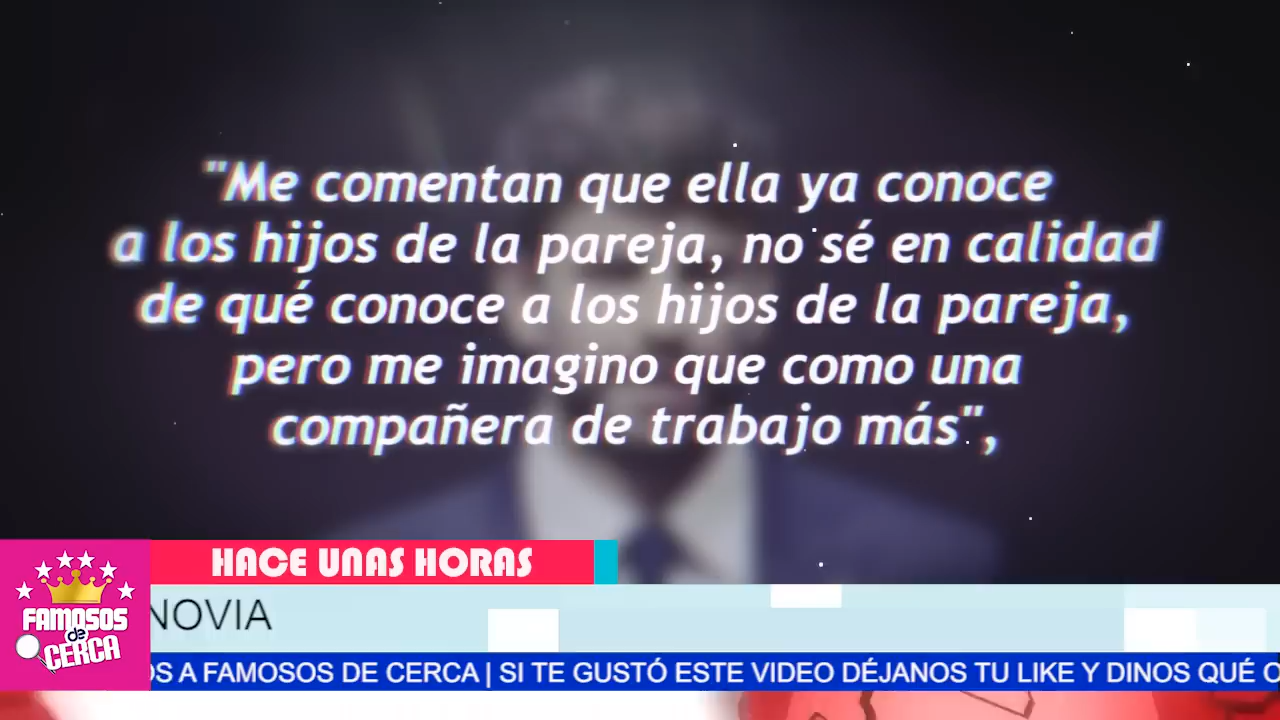 "Me comentan que ella ya conoce
a los hijos de la pareja, no sé en calidad
de qué conoce a los hijos de la pareja,
pero me imagino que como una
compañera de trabajo más",
HACE UNAS HORAS
NOVIA
FAMOSOS
de
CERCA
OS A FAMOSOS DE CERCA | SI TE GUSTÓ ESTE VIDEO DÉJANOS TU LIKE Y DINOS QUÉ